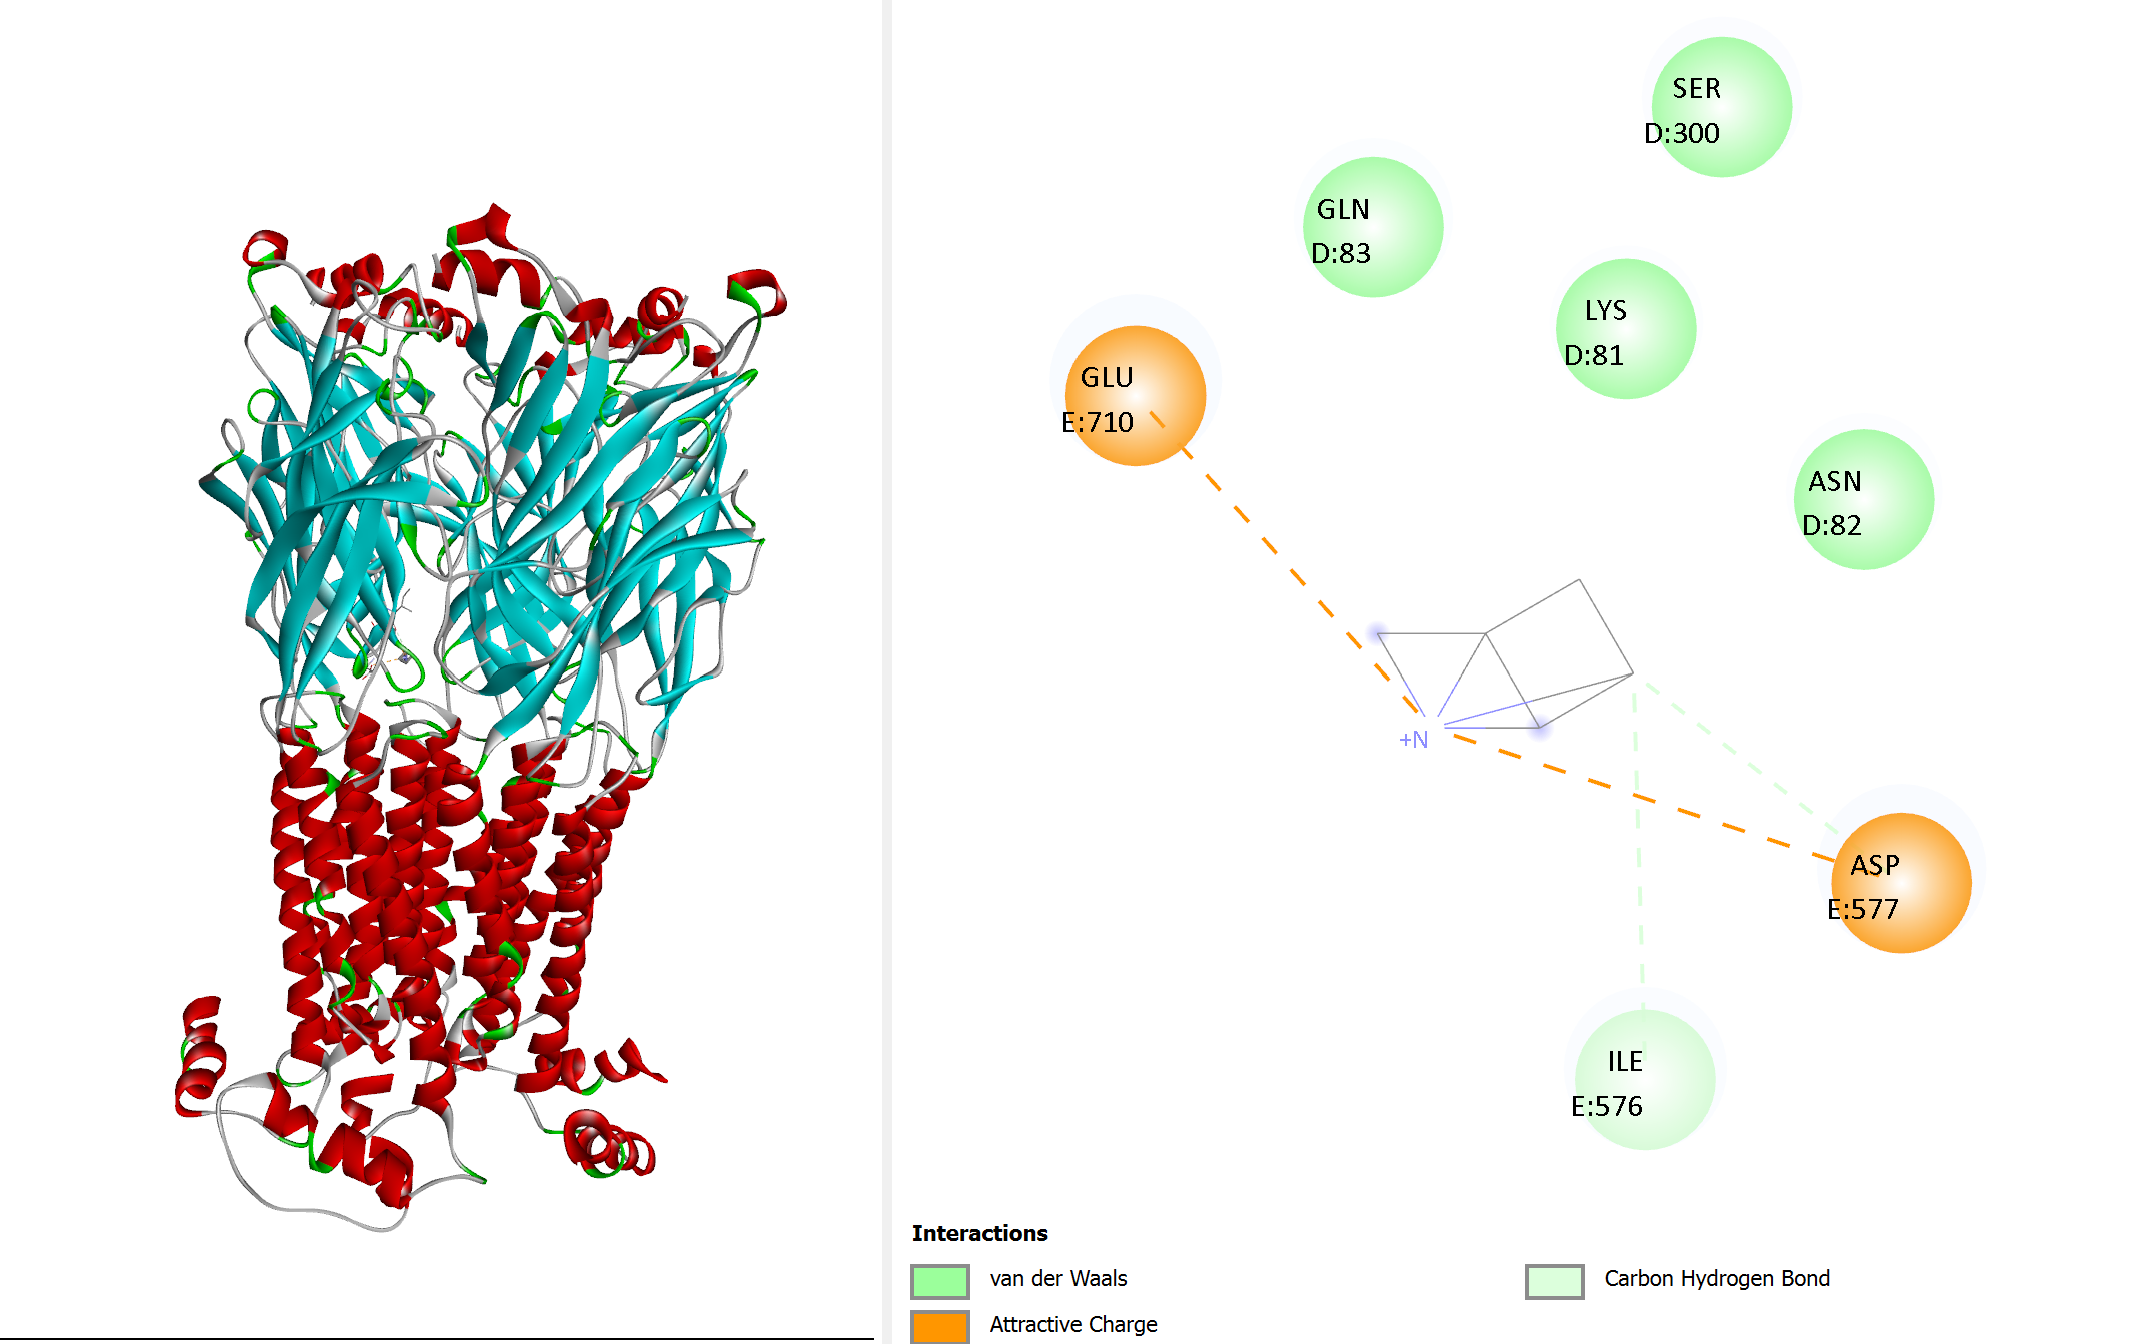 SER
D:300
GLN
D:83
LYS
D:81
GLU
E:710
ASN
D:82
+N
ASP
E:577
ILE
E:576
Interactions
van der Waals
Carbon Hydrogen Bond
Attractive Charge